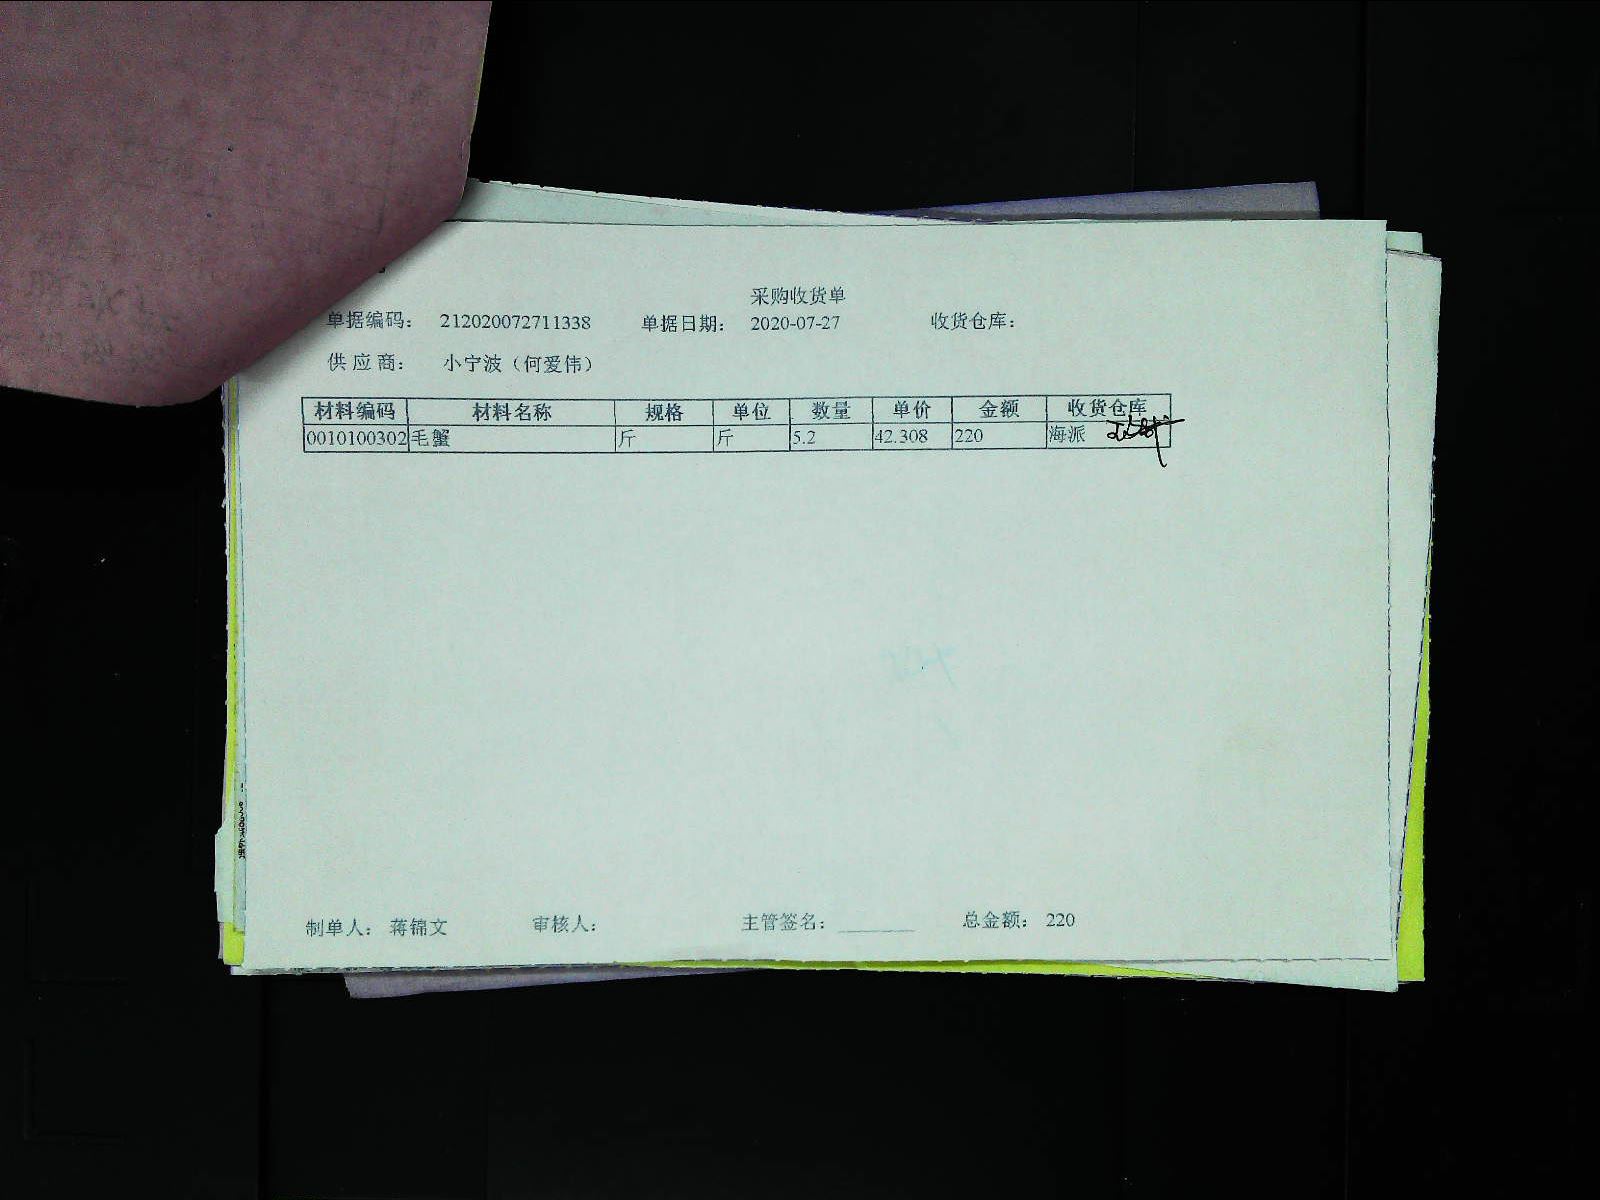 采购收货单
单据编码： 212020072711338 单据日期： 2020-07-27 收货仓库：
供应商： 小宁波（何爱伟）
材料编码 材料名称 规格 单位 数量 单价 金额 收货仓库
0010100302 毛蟹 斤 斤 5.2 42.308 220 海派
制单人： 蒋锦文 审核人： 主管签名： ________ 总金额： 220